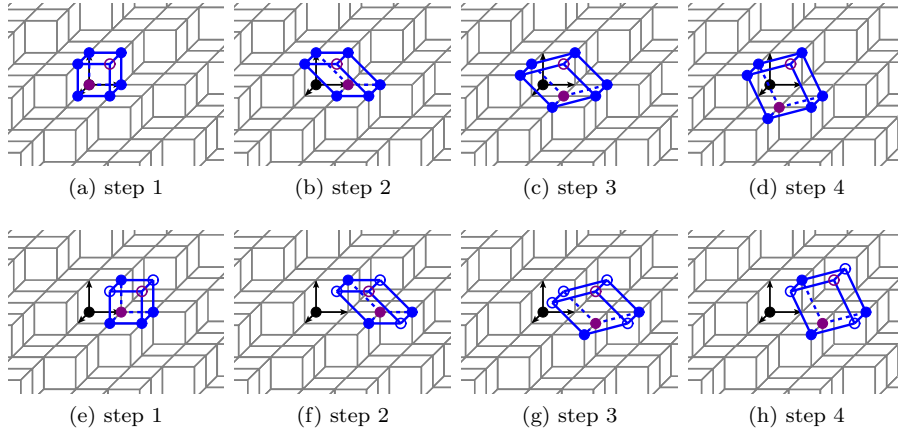 (a) step 1
(b) step 2
(c) step 3
(d) step 4
(e) step 1
(f) step 2
(g) step 3
(h) step 4